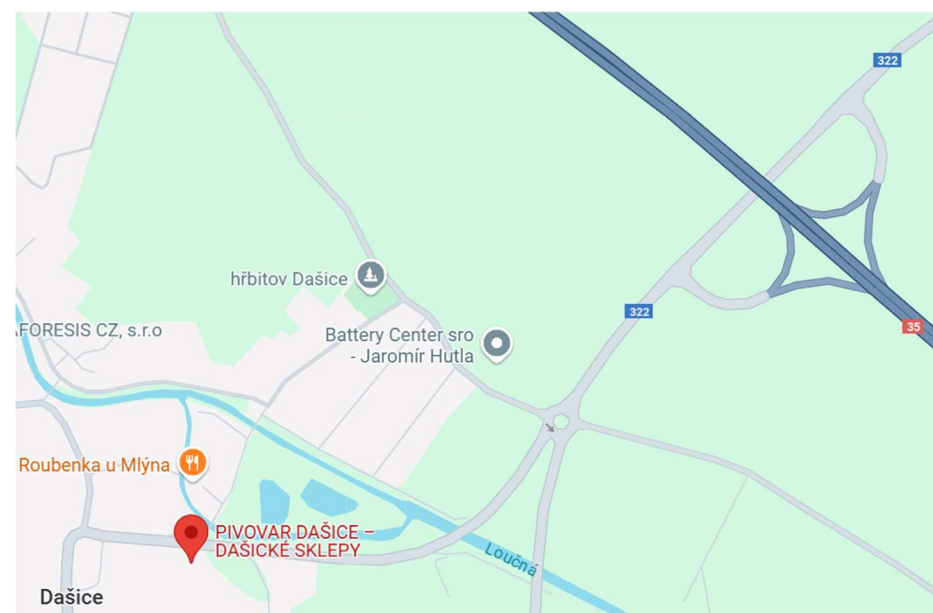 322
hřbitov Dašice
322
35
FORESIS CZ, s.r.o
Battery Center sro
- Jaromír Hutla
Roubenka u Mlýna
PIVOVAR DAŠICE –
DAŠICKÉ SKLEPY
Loučná
Dašice